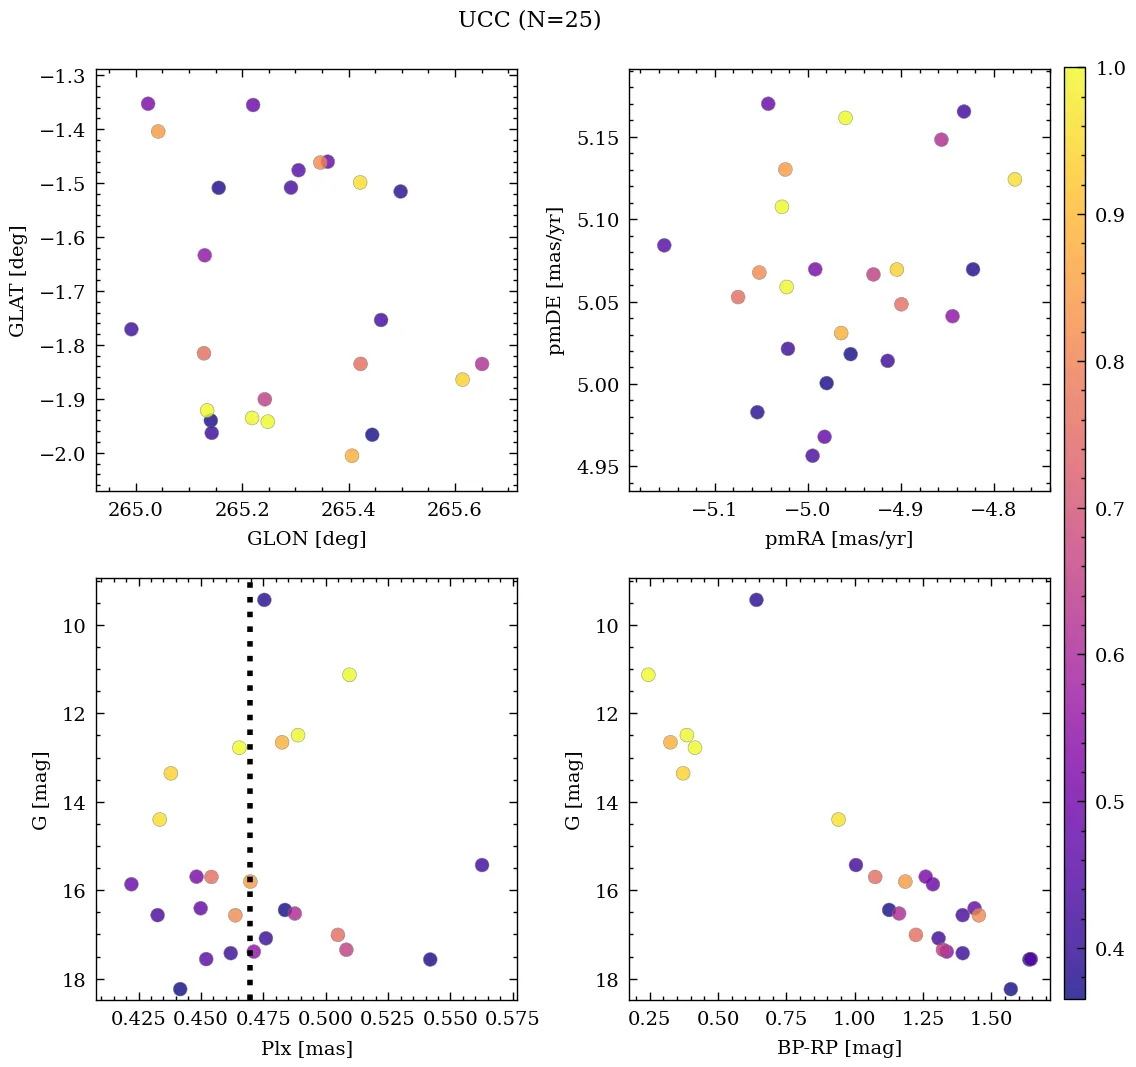 UCC (N=25)
−1.3
−1.4
−1.5
−1.6
−1.7
−1.8
−1.9
−2.0
GLAT [deg]
265.0 265.2 265.4 265.6
GLON [deg]
5.15
5.10
5.05
5.00
4.95
pmDE [mas/yr]
−5.1 −5.0 −4.9 −4.8
pmRA [mas/yr]
10
12
14
16
18
G [mag]
0.425 0.450 0.475 0.500 0.525 0.550 0.575
Plx [mas]
10
12
14
16
18
G [mag]
0.25 0.50 0.75 1.00 1.25 1.50
BP-RP [mag]
1.0
0.9
0.8
0.7
0.6
0.5
0.4